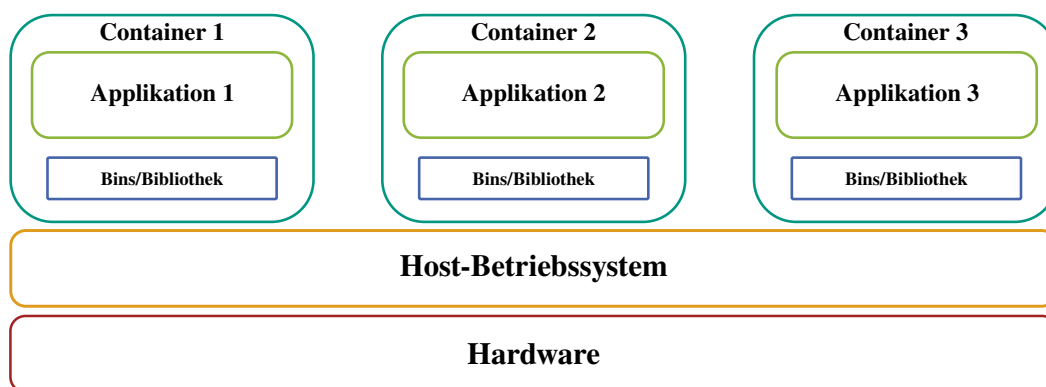 Container 1
Container 2
Container 3
Applikation 1
Applikation 2
Applikation 3
Bins/Bibliothek
Bins/Bibliothek
Bins/Bibliothek
Host-Betriebssystem
Hardware